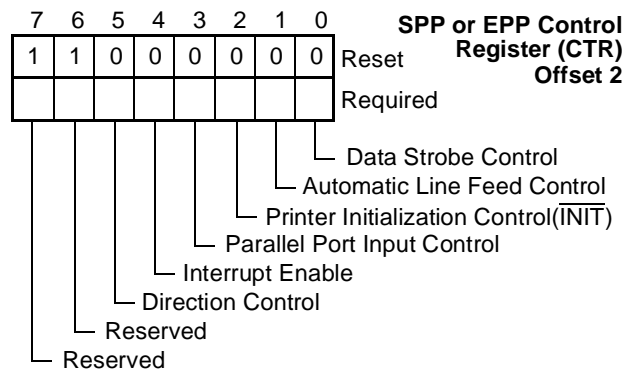 7 6 5 4 3 2 1 0
SPP or EPP Control
Register (CTR)
Offset 2
1 1 0 0 0 0 0 0 Reset
Required
Data Strobe Control
Automatic Line Feed Control
Printer Initialization Control(INIT)
Parallel Port Input Control
Interrupt Enable
Direction Control
Reserved
Reserved